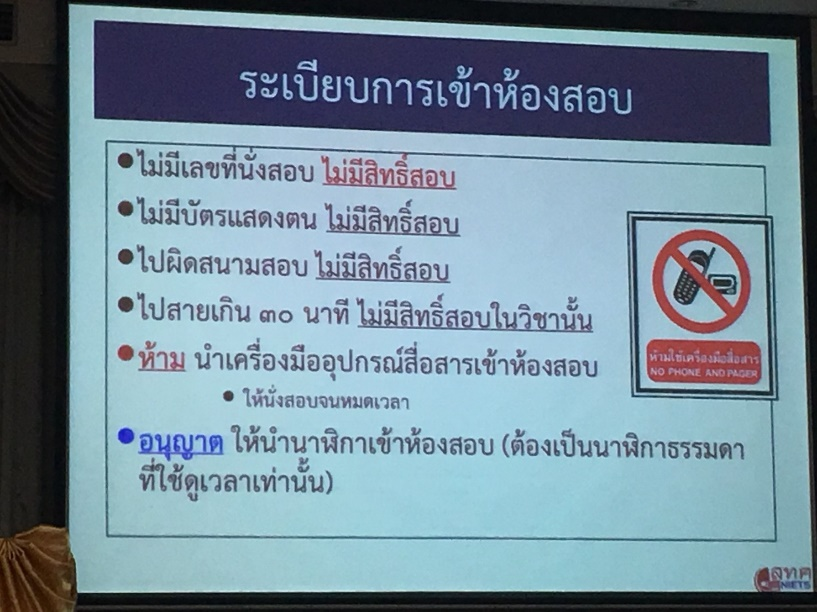 ระเบียบการเข้าห้องสอบ
●ไม่มีเลขที่นั่งสอบ ไม่มีสิทธิ์สอบ
●ไม่มีบัตรแสดงตน ไม่มีสิทธิ์สอบ
●ไปผิดสนามสอบ ไม่มีสิทธิ์สอบ
●ไปสายเกิน ๓๐ นาที ไม่มีสิทธิ์สอบในวิชานั้น
●ห้าม นำเครื่องมืออุปกรณ์สื่อสารเข้าห้องสอบ
● ให้นั่งสอบจนหมดเวลา
●อนุญาต ให้นำนาฬิกาเข้าห้องสอบ (ต้องเป็นนาฬิกาธรรมดา
ที่ใช้ดูเวลาเท่านั้น)
ห้ามใช้เครื่องมือสื่อสาร
NO PHONE AND PAGER
สทศ
NIETS